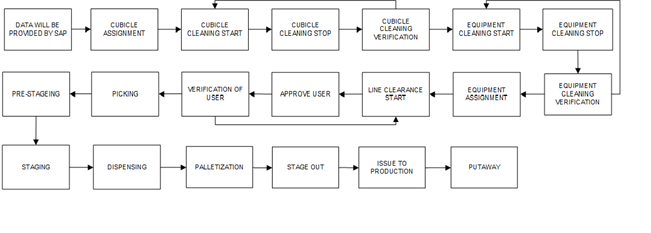 DATA WILL BE
PROVIDED BY SAP
CUBICLE
ASSIGNMENT
CUBICLE
CLEANING START
CUBICLE
CLEANING STOP
CUBICLE
CLEANING
VERIFICATION
EQUIPMENT
CLEANING START
EQUIPMENT
CLEANING STOP
PRE-STAGEING
PICKING
VERIFICATION OF
USER
APPROVE USER
LINE CLEARANCE
START
EQUIPMENT
ASSIGNMENT
EQUIPMENT
CLEANING
VERIFICATION
STAGING
DISPENSING
PALLETIZATION
STAGE OUT
ISSUE TO
PRODUCTION
PUTAWAY